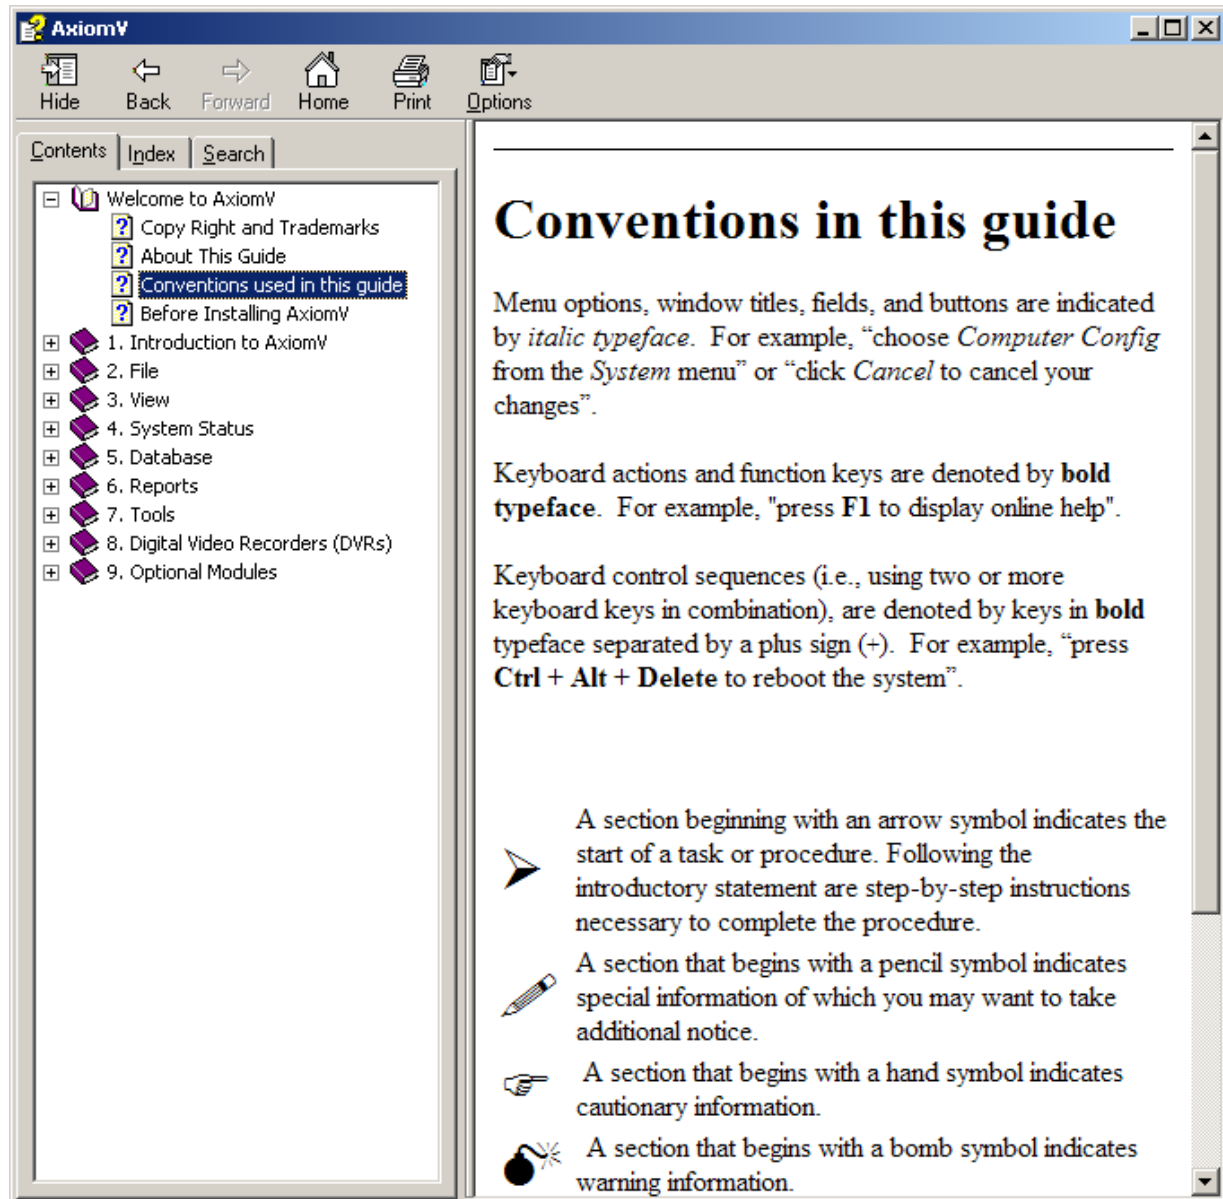 AxiomV
Hide Back Forward Home Print Options
Contents Index Search
Welcome to AxiomV
Copy Right and Trademarks
About This Guide
Conventions used in this guide
Before Installing AxiomV
1. Introduction to AxiomV
2. File
3. View
4. System Status
5. Database
6. Reports
7. Tools
8. Digital Video Recorders (DVRs)
9. Optional Modules
Conventions in this guide
Menu options, window titles, fields, and buttons are indicated
by italic typeface. For example, “choose Computer Config
from the System menu” or “click Cancel to cancel your
changes”.
Keyboard actions and function keys are denoted by bold
typeface. For example, "press F1 to display online help".
Keyboard control sequences (i.e., using two or more
keyboard keys in combination), are denoted by keys in bold
typeface separated by a plus sign (+). For example, “press
Ctrl + Alt + Delete to reboot the system”.
A section beginning with an arrow symbol indicates the
start of a task or procedure. Following the
introductory statement are step-by-step instructions
necessary to complete the procedure.
A section that begins with a pencil symbol indicates
special information of which you may want to take
additional notice.
A section that begins with a hand symbol indicates
cautionary information.
A section that begins with a bomb symbol indicates
warning information.